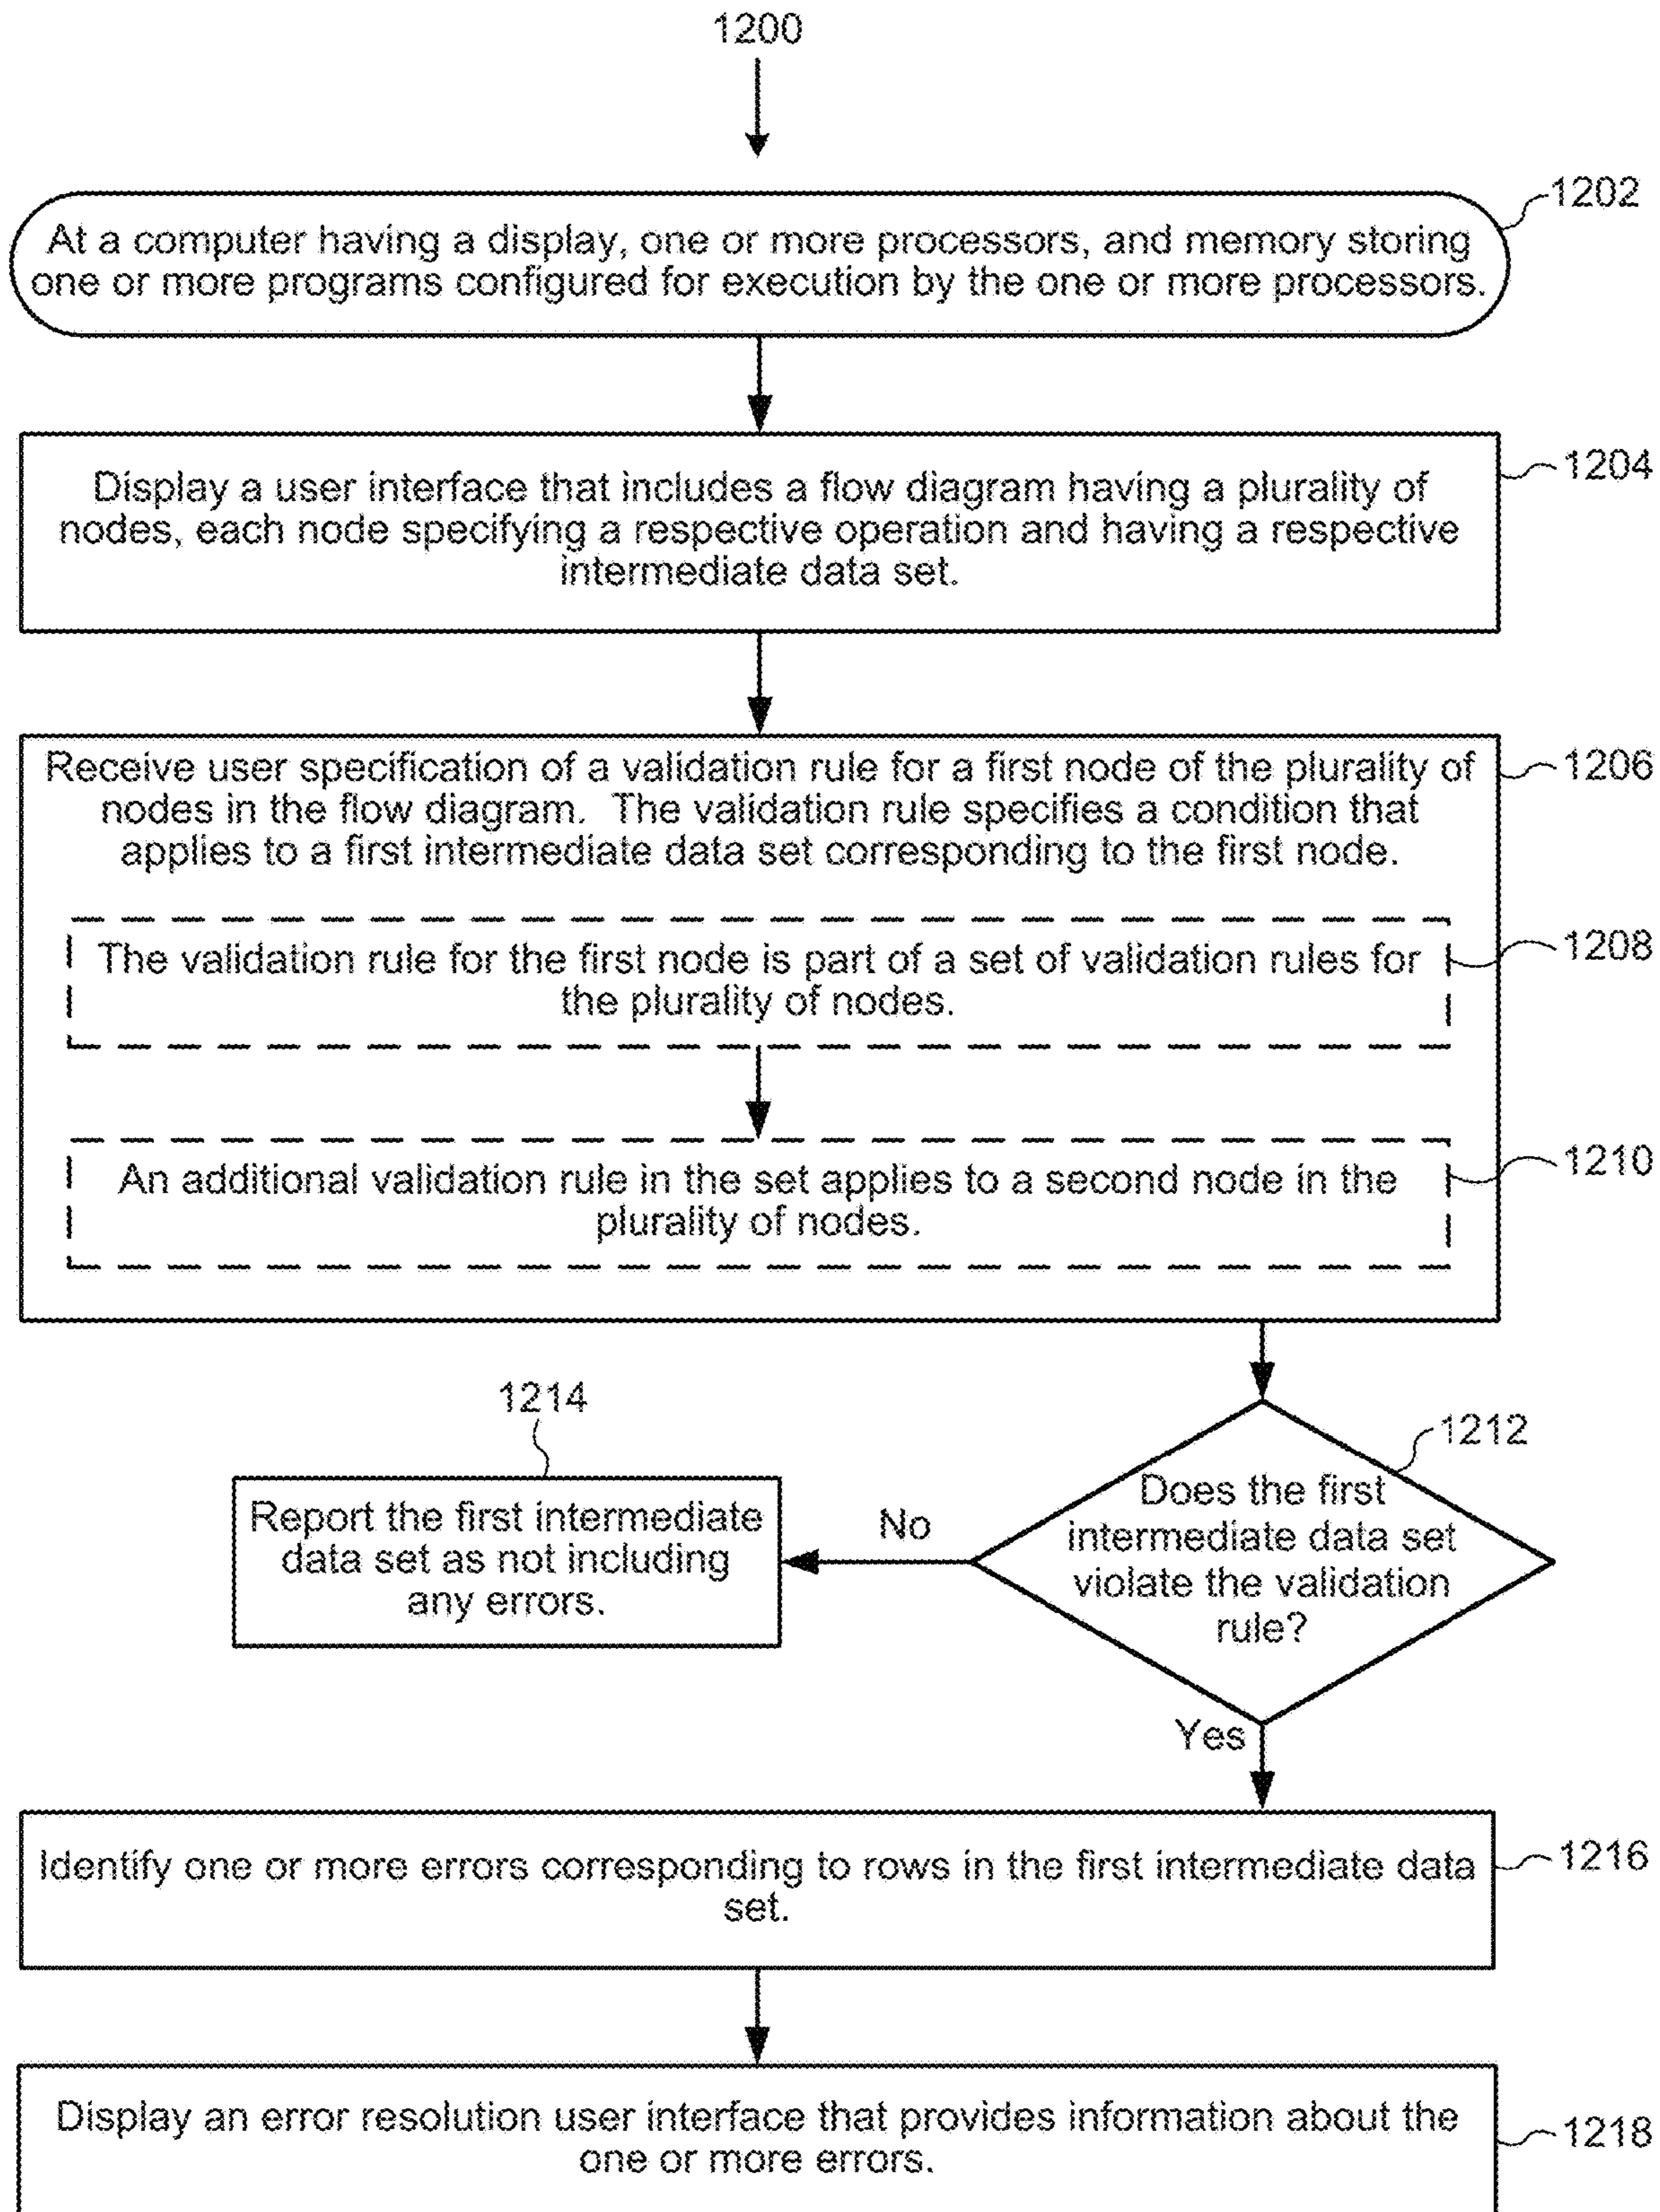 1200
1202
At a computer having a display, one or more processors, and memory storing
one or more programs configured for execution by the one or more processors.
1204
Display a user interface that includes a flow diagram having a plurality of
nodes, each node specifying a respective operation and having a respective
intermediate data set.
1206
Receive user specification of a validation rule for a first node of the plurality of
nodes in the flow diagram.  The validation rule specifies a condition that
applies to a first intermediate data set corresponding to the first node.
1208
The validation rule for the first node is part of a set of validation rules for
the plurality of nodes.
1210
An additional validation rule in the set applies to a second node in the
plurality of nodes.
1214
Report the first intermediate
data set as not including
any errors.
No
1212
Does the first
intermediate data set
violate the validation
rule?
Yes
1216
Identify one or more errors corresponding to rows in the first intermediate data
set.
Display an error resolution user interface that provides information about the
one or more errors.
1218